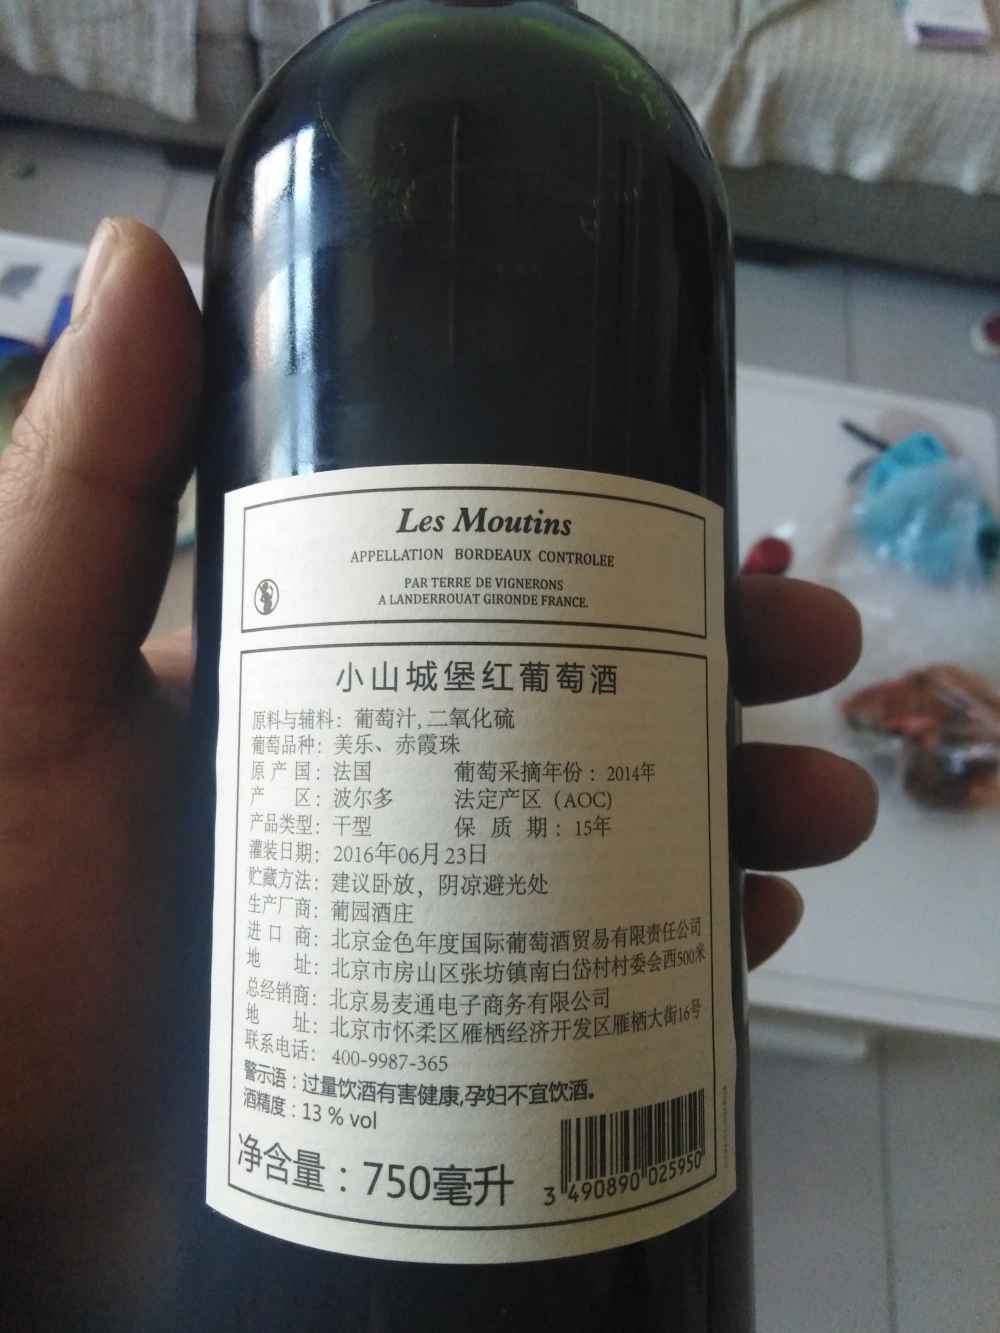 Les Moutins
APPELLATION BORDEAUX CONTROLEE
PAR TERRE DE VIGNERONS
A LANDERROUAT GIRONDE FRANCE.
小山城堡红葡萄酒
原料与辅料：葡萄汁,二氧化硫
葡萄品种：美乐、赤霞珠
原产国：法国 葡萄采摘年份：2014年
产区：波尔多 法定产区（AOC）
产品类型：干型 保质期：15年
灌装日期：2016年06月23日
贮藏方法：建议卧放，阴凉避光处
生产厂商：葡园酒庄
进口商：北京金色年度国际葡萄酒贸易有限责任公司
地址：北京市房山区张坊镇南白岱村村委会西500米
总经销商：北京易麦通电子商务有限公司
地址：北京市怀柔区雁栖经济开发区雁栖大街16号
联系电话：400-9987-365
警示语：过量饮酒有害健康,孕妇不宜饮酒。
酒精度：13 % vol
净含量：750毫升
3 490890 025950